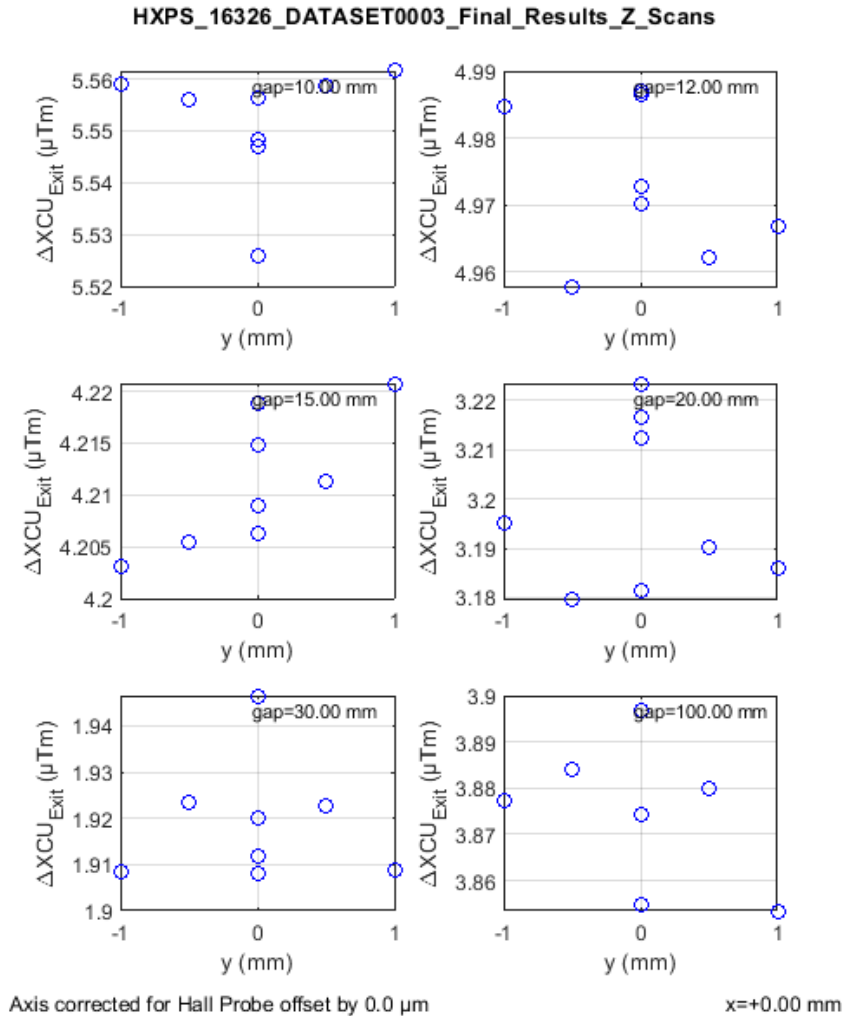 HXPS_16326_DATASET0003_Final_Results_Z_Scans
gap=10.00 mm
5.56
5.55
5.54
5.53
5.52
-1 0 1
ΔXCU_Exit (μTm)
y (mm)
gap=12.00 mm
4.99
4.98
4.97
4.96
-1 0 1
ΔXCU_Exit (μTm)
y (mm)
gap=15.00 mm
4.22
4.215
4.21
4.205
4.2
-1 0 1
ΔXCU_Exit (μTm)
y (mm)
gap=20.00 mm
3.22
3.21
3.2
3.19
3.18
-1 0 1
ΔXCU_Exit (μTm)
y (mm)
gap=30.00 mm
1.94
1.93
1.92
1.91
1.9
-1 0 1
ΔXCU_Exit (μTm)
y (mm)
gap=100.00 mm
3.9
3.89
3.88
3.87
3.86
-1 0 1
ΔXCU_Exit (μTm)
y (mm)
Axis corrected for Hall Probe offset by 0.0 μm
x=+0.00 mm